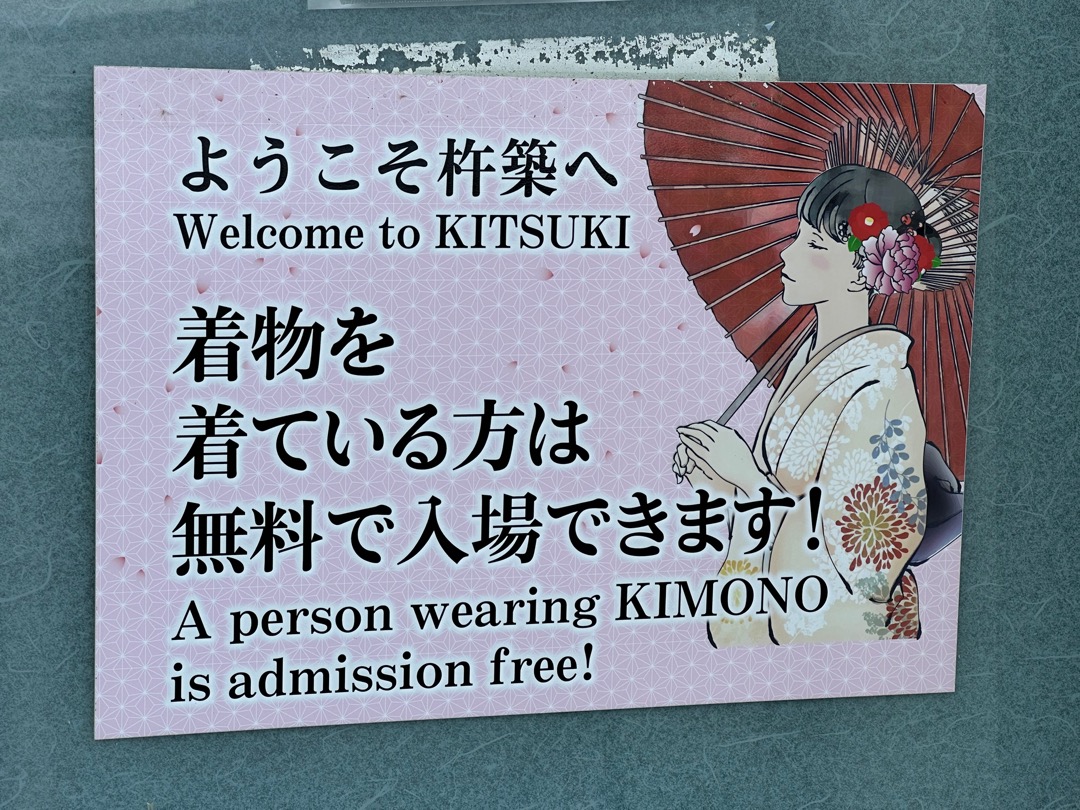 ようこそ杵築へ
Welcome to KITSUKI
着物を
着ている方は
無料で入場できます!
A person wearing KIMONO
is admission free!